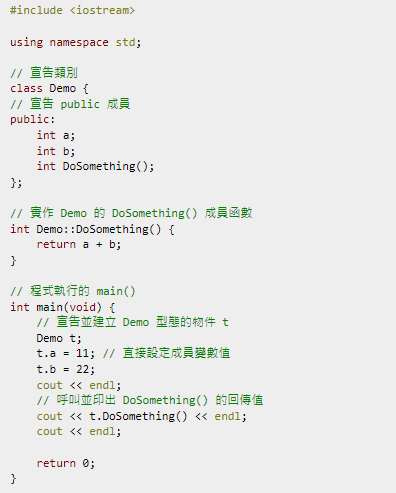 #include <iostream>
using namespace std;
// 宣告類別
class Demo {
// 宣告 public 成員
public:
    int a;
    int b;
    int DoSomething();
};
// 實作 Demo 的 DoSomething() 成員函數
int Demo::DoSomething() {
    return a + b;
}
// 程式執行的 main()
int main(void) {
    // 宣告並建立 Demo 型態的物件 t
    Demo t;
    t.a = 11; // 直接設定成員變數值
    t.b = 22;
    cout << endl;
    // 呼叫並印出 DoSomething() 的回傳值
    cout << t.DoSomething() << endl;
    cout << endl;
    return 0;
}